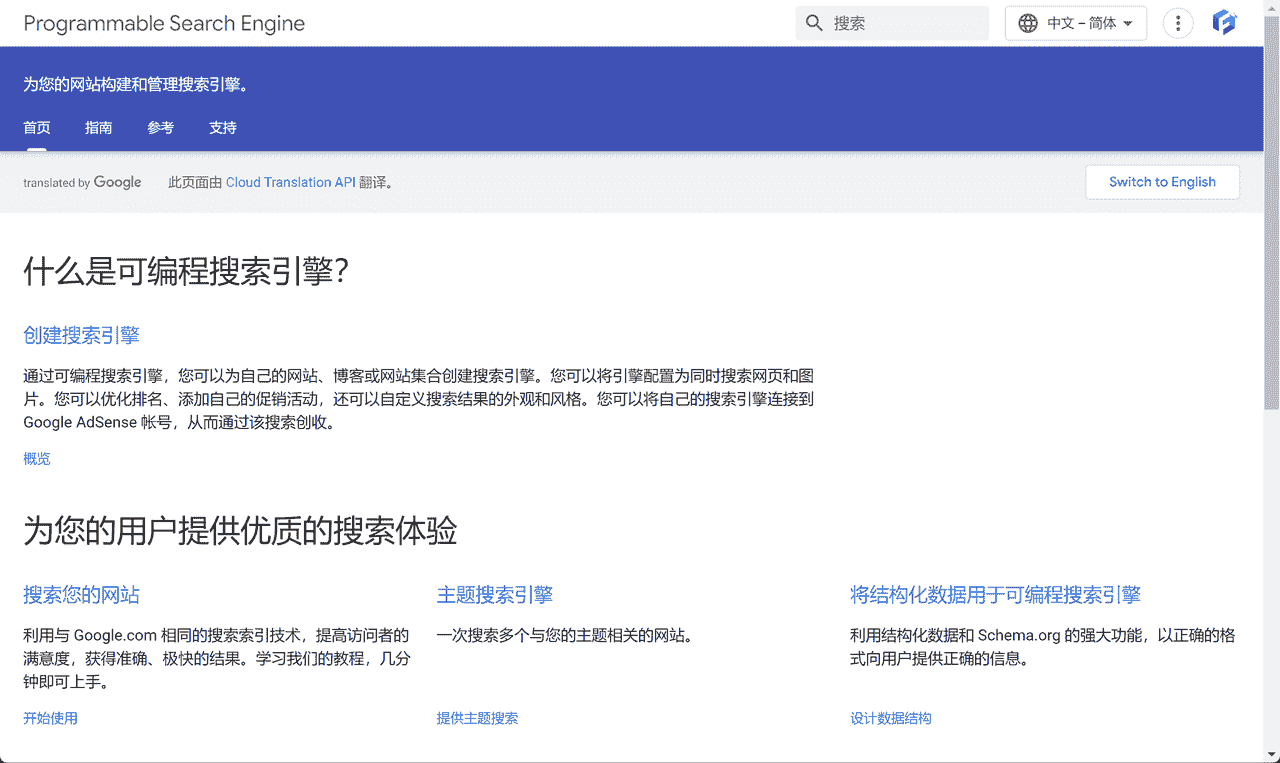 Programmable Search Engine
搜索
中文 – 简体
为您的网站构建和管理搜索引擎。
首页 指南 参考 支持
translated by Google 此页面由 Cloud Translation API 翻译。
Switch to English
什么是可编程搜索引擎？
创建搜索引擎
通过可编程搜索引擎，您可以为自己的网站、博客或网站集合创建搜索引擎。您可以将引擎配置为同时搜索网页和图
片。您可以优化排名、添加自己的促销活动，还可以自定义搜索结果的外观和风格。您可以将自己的搜索引擎连接到
Google AdSense 帐号，从而通过该搜索创收。
概览
为您的用户提供优质的搜索体验
搜索您的网站
利用与 Google.com 相同的搜索索引技术，提高访问者的
满意度，获得准确、极快的结果。学习我们的教程，几分
钟即可上手。
开始使用
主题搜索引擎
一次搜索多个与您的主题相关的网站。
提供主题搜索
将结构化数据用于可编程搜索引擎
利用结构化数据和 Schema.org 的强大功能，以正确的格
式向用户提供正确的信息。
设计数据结构